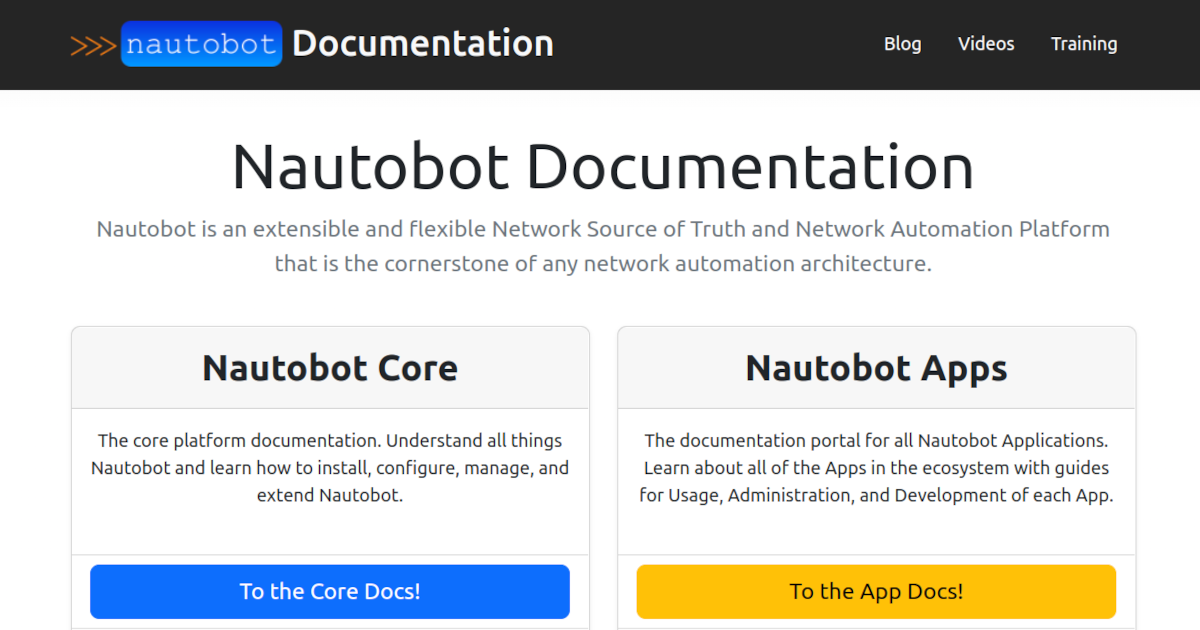 >>> nautobot Documentation Blog Videos Training
Nautobot Documentation
Nautobot is an extensible and flexible Network Source of Truth and Network Automation Platform
that is the cornerstone of any network automation architecture.
Nautobot Core
The core platform documentation. Understand all things
Nautobot and learn how to install, configure, manage, and
extend Nautobot.
To the Core Docs!
Nautobot Apps
The documentation portal for all Nautobot Applications.
Learn about all of the Apps in the ecosystem with guides
for Usage, Administration, and Development of each App.
To the App Docs!